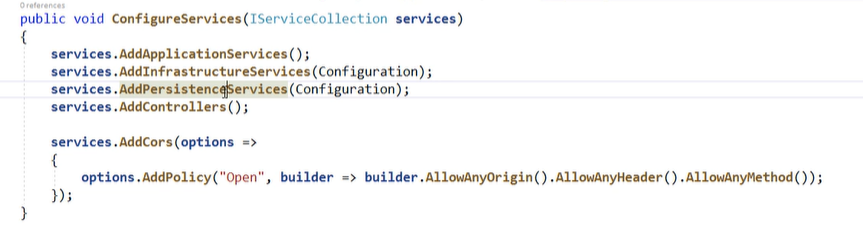 0 references
public void ConfigureServices(IServiceCollection services)
{
    services.AddApplicationServices();
    services.AddInfrastructureServices(Configuration);
    services.AddPersistenceServices(Configuration);
    services.AddControllers();

    services.AddCors(options =>
    {
        options.AddPolicy("Open", builder => builder.AllowAnyOrigin().AllowAnyHeader().AllowAnyMethod());
    });
}